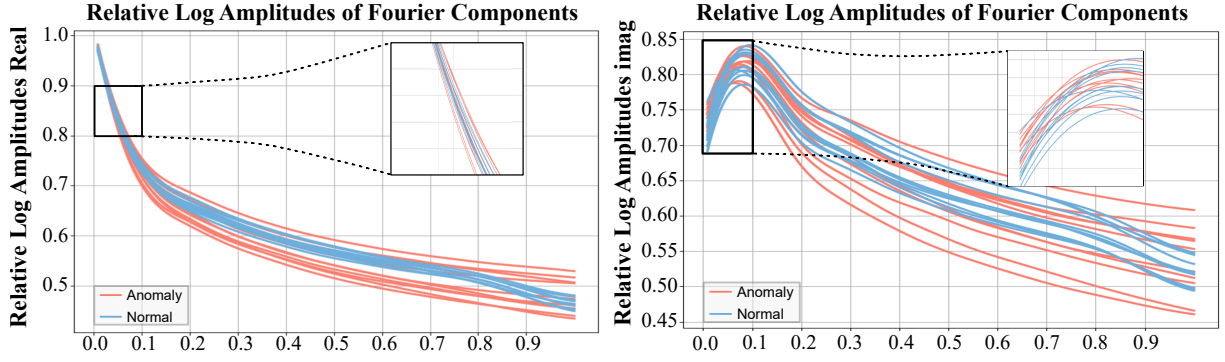 Relative Log Amplitudes of Fourier Components
Relative Log Amplitudes Real
1.0
0.9
0.8
0.7
0.6
0.5
Anomaly
Normal
0.0 0.1 0.2 0.3 0.4 0.5 0.6 0.7 0.8 0.9
Relative Log Amplitudes of Fourier Components
Relative Log Amplitudes imag
0.85
0.80
0.75
0.70
0.65
0.60
0.55
0.50
0.45
Anomaly
Normal
0.0 0.1 0.2 0.3 0.4 0.5 0.6 0.7 0.8 0.9